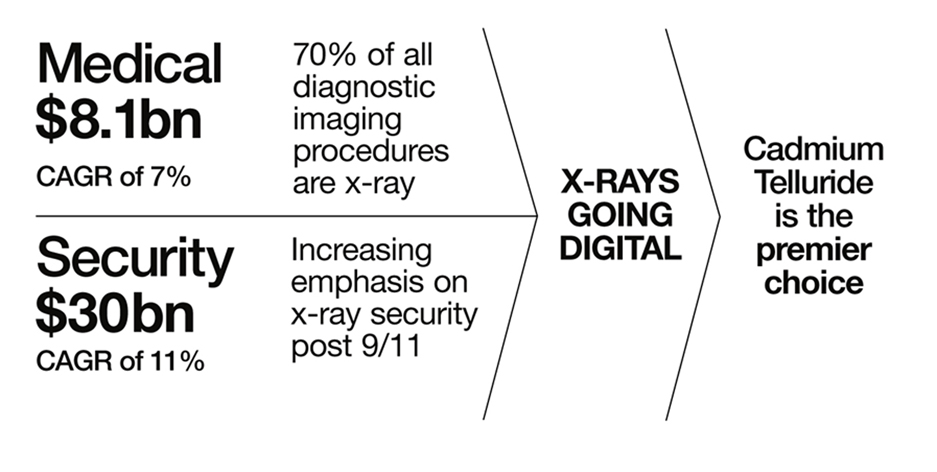 Medical
$8.1bn
CAGR of 7%
70% of all
diagnostic
imaging
procedures
are x-ray
Security
$30bn
CAGR of 11%
Increasing
emphasis on
x-ray security
post 9/11
X-RAYS
GOING
DIGITAL
Cadmium
Telluride
is the
premier
choice